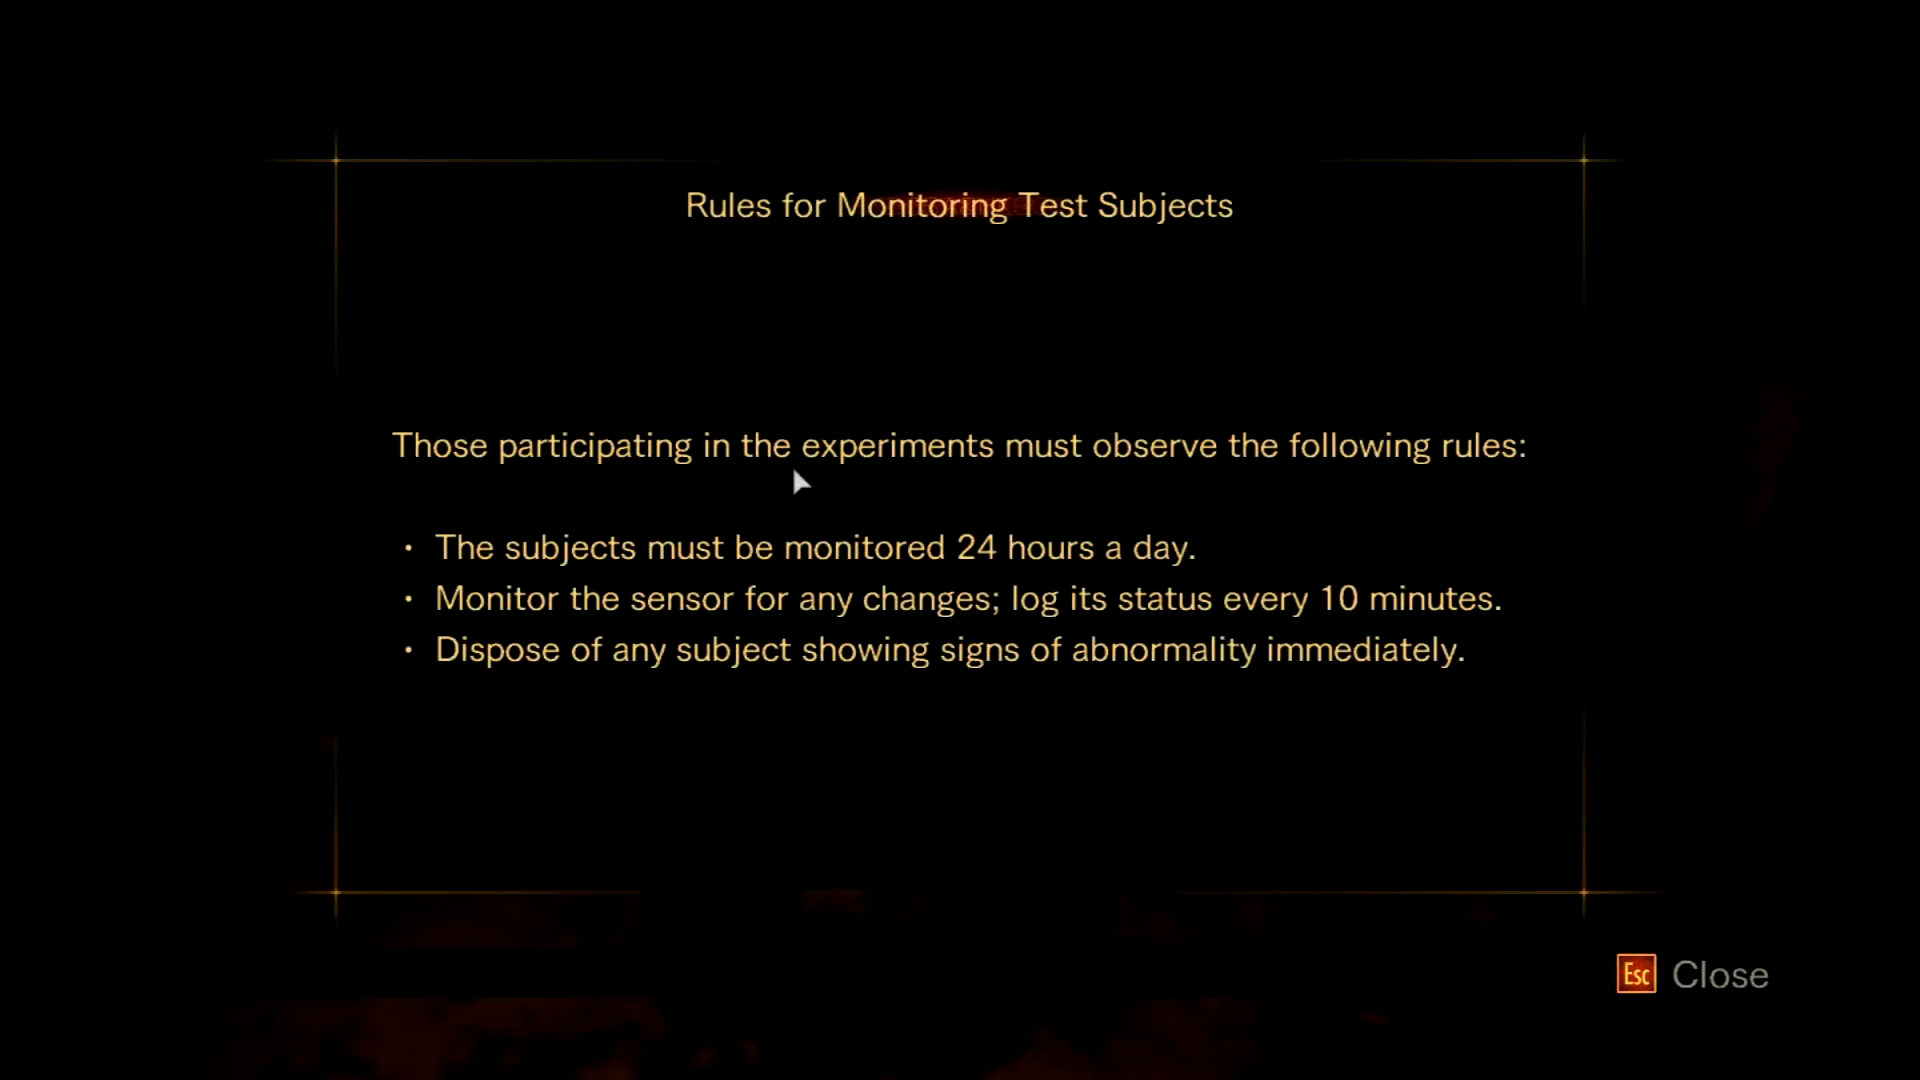 Rules for Monitoring Test Subjects
Those participating in the experiments must observe the following rules:
・ The subjects must be monitored 24 hours a day.
・ Monitor the sensor for any changes; log its status every 10 minutes.
・ Dispose of any subject showing signs of abnormality immediately.
Esc Close